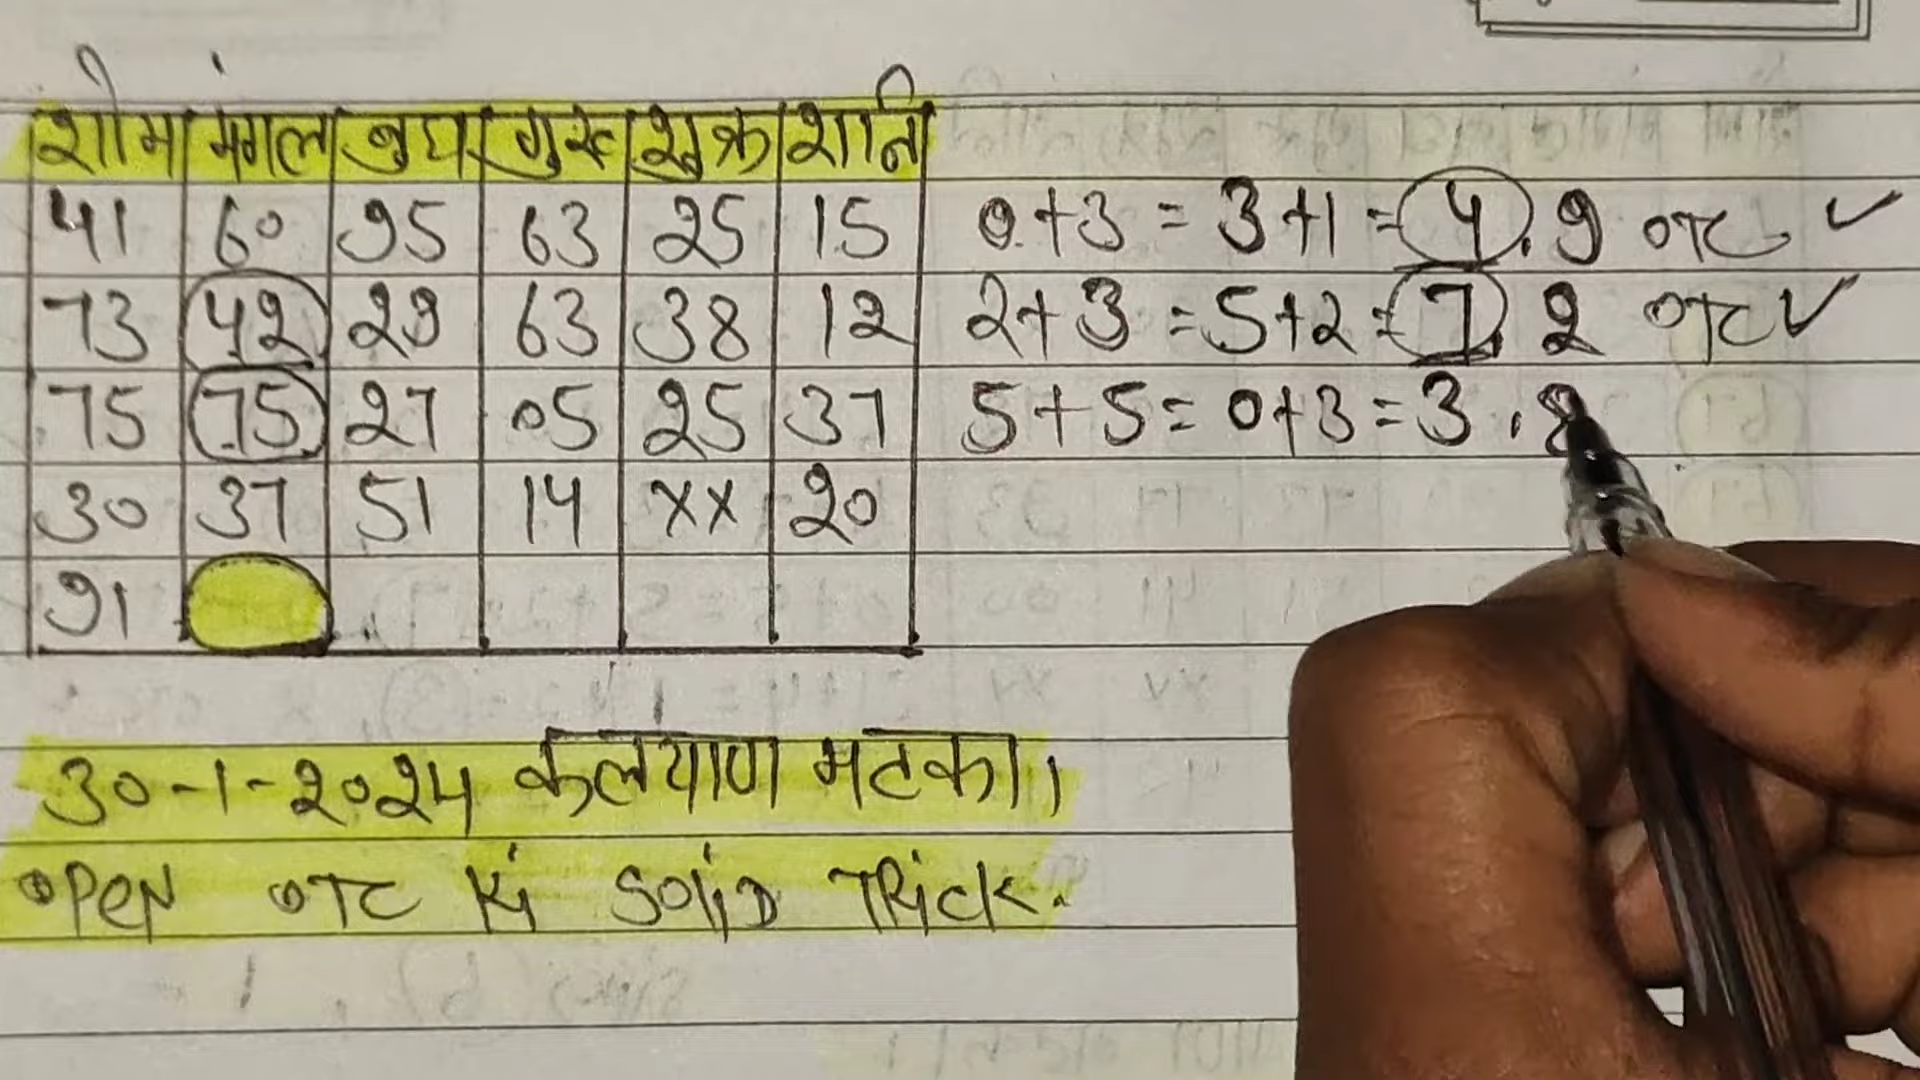 शोम मंगल बुध गुरु शुक्र शनि
41 60 95 63 25 15 0+3 = 3+1 = 4. 9 OTC ✓
73 42 29 63 38 12 2+3 = 5+2 = 7. 2 OTC ✓
75 75 27 05 25 37 5+5 = 0+3 = 3 . 8
30 37 51 14 XX 20
91
30-1-2024 कल्याण मटका।
OPEN OTC Ki SoliD TRick.